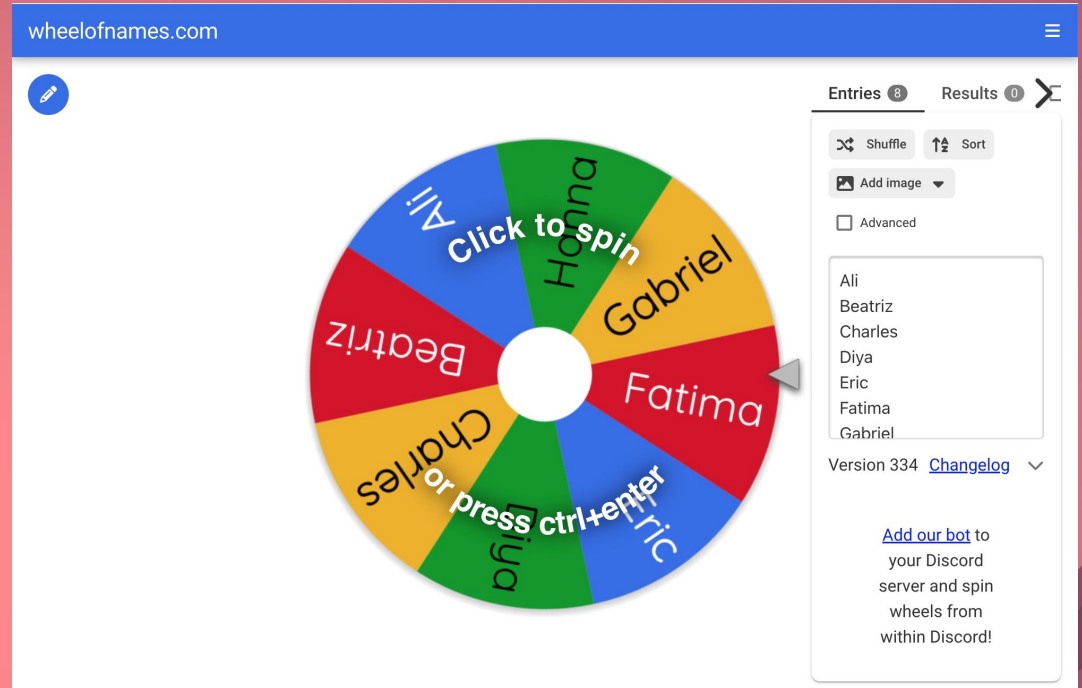 wheelofnames.com
Entries 8 Results 0
Shuffle Sort
Add image
Advanced
Ali
Beatriz
Charles
Diya
Eric
Fatima
Gabriel
Version 334 Changelog
Add our bot to
your Discord
server and spin
wheels from
within Discord!
Click to spin
or press ctrl+enter
Ali
Hanna
Gabriel
Fatima
Eric
Diya
Charles
Beatriz